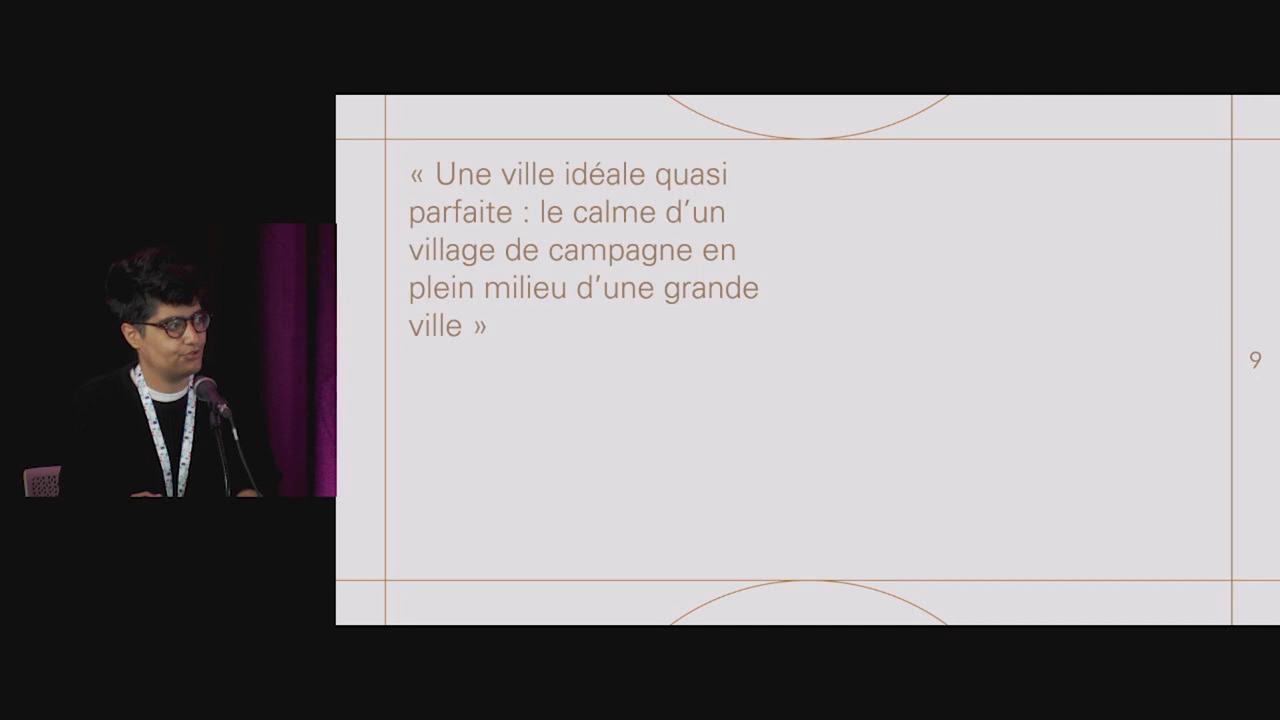 « Une ville idéale quasi
parfaite : le calme d’un
village de campagne en
plein milieu d’une grande
ville »
9